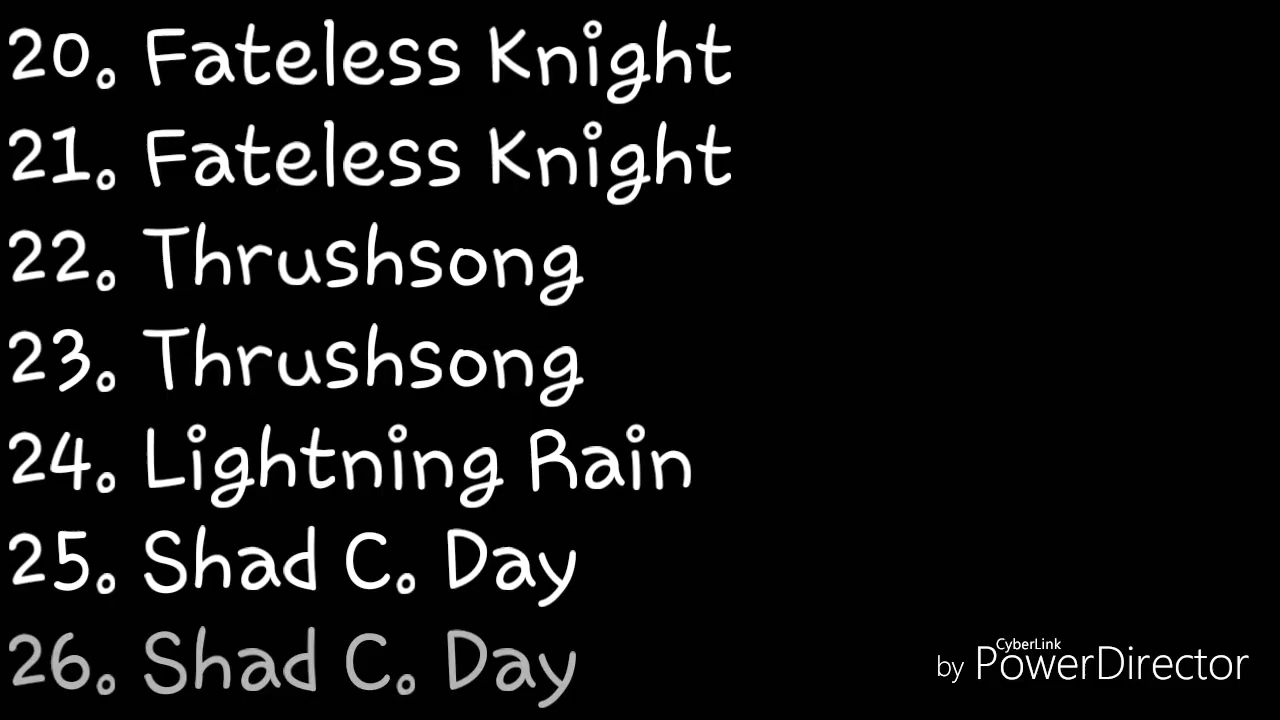 20. Fateless Knight
21. Fateless Knight
22. Thrushsong
23. Thrushsong
24. Lightning Rain
25. Shad C. Day
26. Shad C. Day
by CyberLink PowerDirector